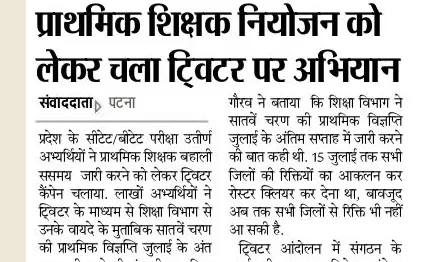 प्राथमिक शिक्षक नियोजन को
लेकर चला ट्विटर पर अभियान
संवाददाता, पटना
प्रदेश के सीटेट/बीटेट परीक्षा उतीर्ण
अभ्यर्थियों ने प्राथमिक शिक्षक बहाली
ससमय जारी करने को लेकर ट्विटर
कैंपेन चलाया. लाखों अभ्यर्थियों ने
ट्विटर के माध्यम से शिक्षा विभाग से
उनके वायदे के मुताबिक सातवें चरण
की प्राथमिक विज्ञप्ति जुलाई के अंत
गौरव ने बताया कि शिक्षा विभाग ने
सातवें चरण की प्राथमिक विज्ञप्ति
जुलाई के अंतिम सप्ताह में जारी करने
की बात कही थी. 15 जुलाई तक सभी
जिलों की रिक्तियों का आकलन कर
रोस्टर क्लियर कर देना था, बावजूद
अब तक सभी जिलों से रिक्ति भी नहीं
आ सकी है.
ट्विटर आंदोलन में संगठन के